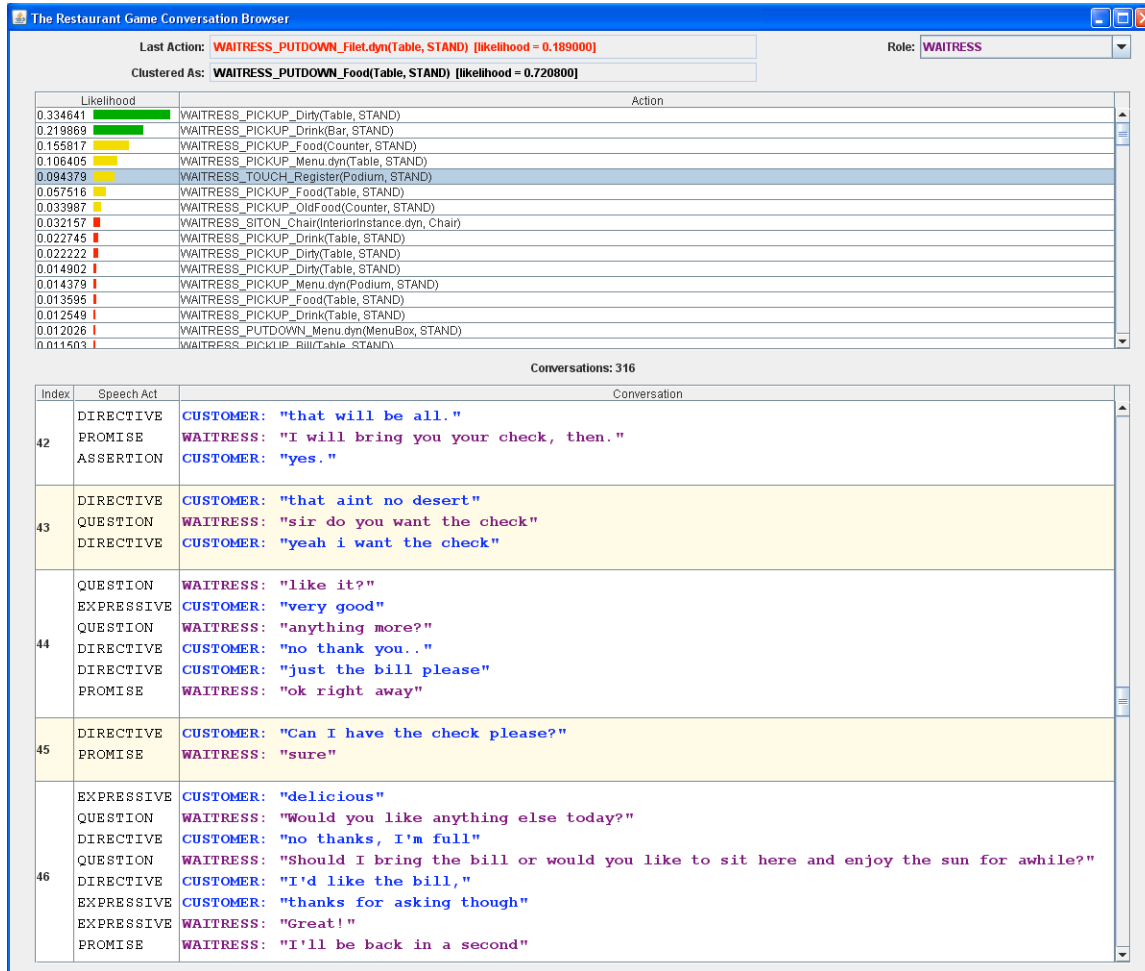 The Restaurant Game Conversation Browser
Last Action: WAITRESS_PUTDOWN_Filet.dyn(Table, STAND) [likelihood = 0.189000] Role: WAITRESS
Clustered As: WAITRESS_PUTDOWN_Food(Table, STAND) [likelihood = 0.720800]
Likelihood Action
0.334641 WAITRESS_PICKUP_Dirty(Table, STAND)
0.219869 WAITRESS_PICKUP_Drink(Bar, STAND)
0.155817 WAITRESS_PICKUP_Food(Counter, STAND)
0.106405 WAITRESS_PICKUP_Menu.dyn(Table, STAND)
0.094379 WAITRESS_TOUCH_Register(Podium, STAND)
0.057516 WAITRESS_PICKUP_Food(Table, STAND)
0.033987 WAITRESS_PICKUP_OldFood(Counter, STAND)
0.032157 WAITRESS_SITON_Chair(InteriorInstance.dyn, Chair)
0.022745 WAITRESS_PICKUP_Drink(Table, STAND)
0.022222 WAITRESS_PICKUP_Dirty(Table, STAND)
0.014902 WAITRESS_PICKUP_Dirty(Table, STAND)
0.014379 WAITRESS_PICKUP_Menu.dyn(Podium, STAND)
0.013595 WAITRESS_PICKUP_Food(Table, STAND)
0.012549 WAITRESS_PICKUP_Drink(Table, STAND)
0.012026 WAITRESS_PUTDOWN_Menu.dyn(MenuBox, STAND)
0.011503 WAITRESS_PICKUP_Bill(Table, STAND)
Conversations: 316
Index Speech Act Conversation
DIRECTIVE CUSTOMER: "that will be all."
42 PROMISE WAITRESS: "I will bring you your check, then."
ASSERTION CUSTOMER: "yes."
DIRECTIVE CUSTOMER: "that aint no desert"
43 QUESTION WAITRESS: "sir do you want the check"
DIRECTIVE CUSTOMER: "yeah i want the check"
QUESTION WAITRESS: "like it?"
EXPRESSIVE CUSTOMER: "very good"
QUESTION WAITRESS: "anything more?"
44 DIRECTIVE CUSTOMER: "no thank you.."
DIRECTIVE CUSTOMER: "just the bill please"
PROMISE WAITRESS: "ok right away"
DIRECTIVE CUSTOMER: "Can I have the check please?"
45 PROMISE WAITRESS: "sure"
EXPRESSIVE CUSTOMER: "delicious"
QUESTION WAITRESS: "Would you like anything else today?"
DIRECTIVE CUSTOMER: "no thanks, I'm full"
QUESTION WAITRESS: "Should I bring the bill or would you like to sit here and enjoy the sun for awhile?"
46 DIRECTIVE CUSTOMER: "I'd like the bill,"
EXPRESSIVE CUSTOMER: "thanks for asking though"
EXPRESSIVE WAITRESS: "Great!"
PROMISE WAITRESS: "I'll be back in a second"